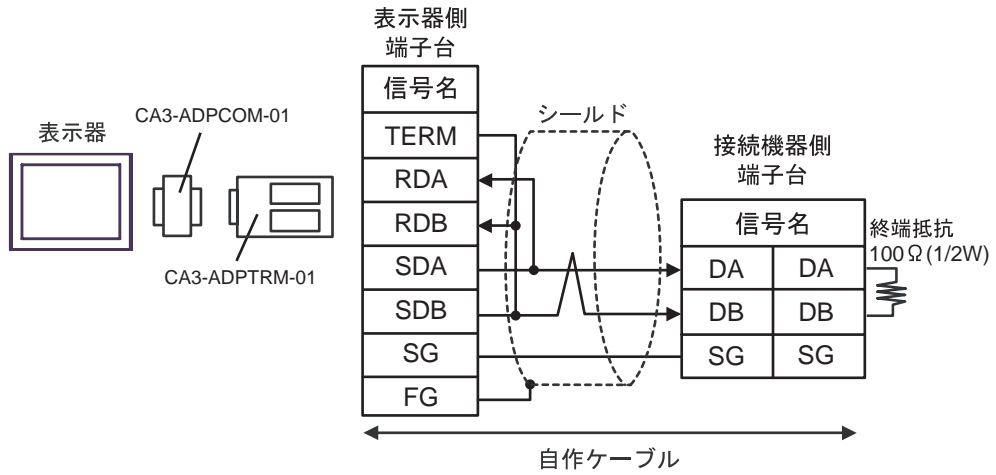 表示器側
端子台
信号名
TERM
RDA
RDB
SDA
SDB
SG
FG
シールド
表示器
CA3-ADPCOM-01
CA3-ADPTRM-01
接続機器側
端子台
信号名
DA DA
DB DB
SG SG
終端抵抗
100Ω(1/2W)
自作ケーブル